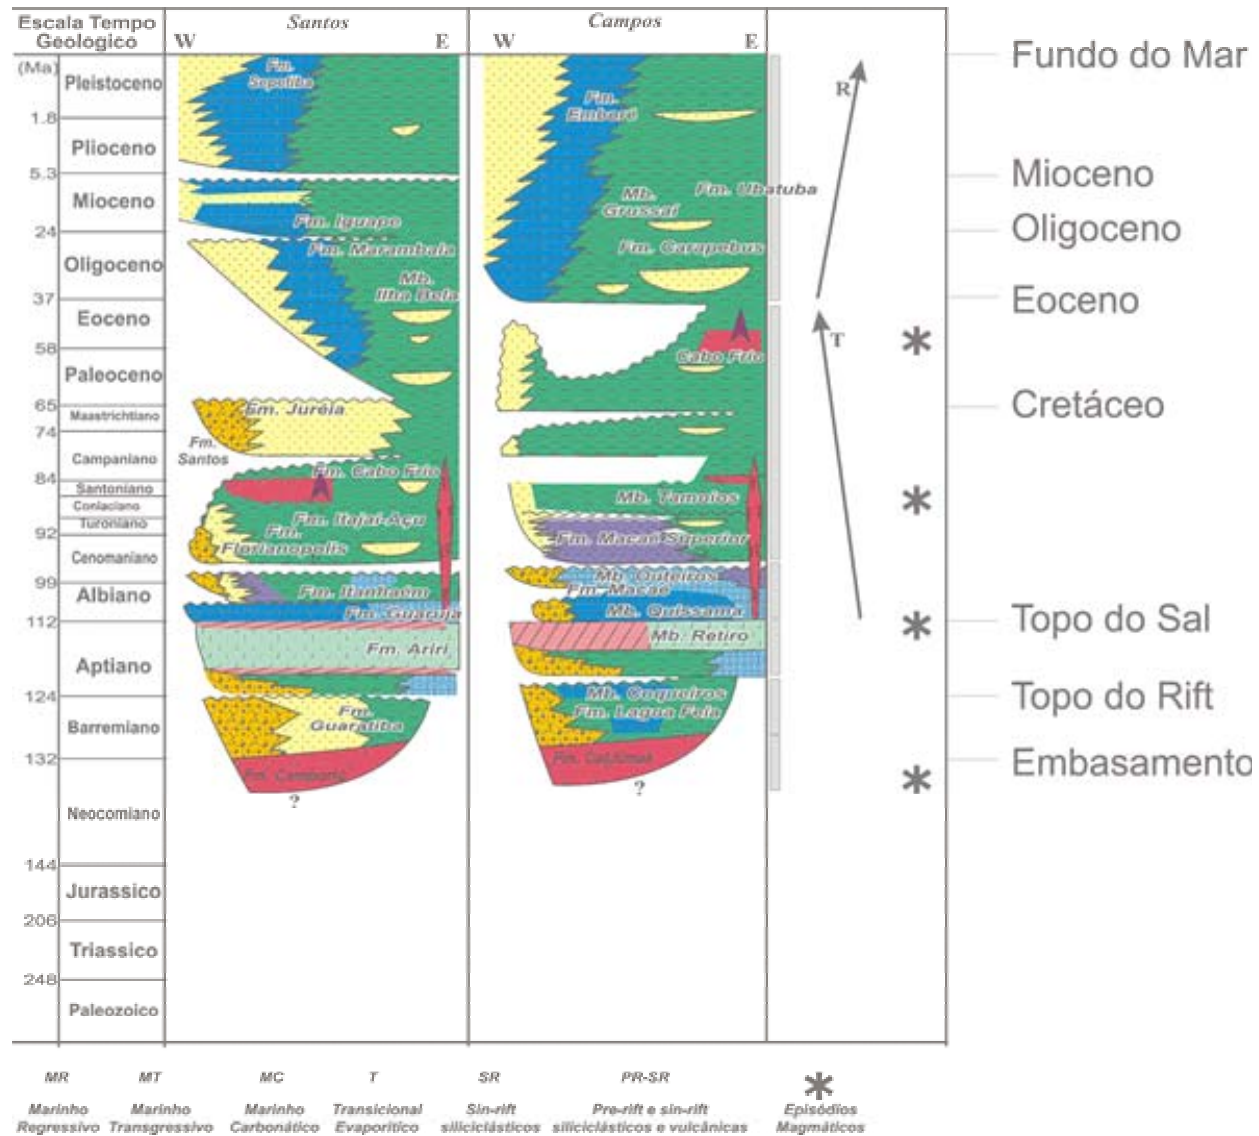 Escala Tempo
Geológico
Santos
Campos
W
E
W
E
(Ma)
Pleistoceno
1.8
Plioceno
5.3
Mioceno
24
Oligoceno
37
Eoceno
58
Paleoceno
65
Maastrichtiano
74
Campaniano
84
Santoniano
Coniaciano
Turoniano
92
Cenomaniano
99
Albiano
112
Aptiano
124
Barremiano
132
Neocomiano
144
Jurassico
206
Triassico
248
Paleozoico
Fm.
Sepetiba
Fm. Iguape
Fm. Marambaia
Mb.
Ilha Bela
Fm. Juréia
Fm.
Santos
Fm. Cabo Frio
Fm. Itajaí-Açu
Fm.
Florianopolis
Fm. Itanhaém
Fm. Guarujá
Fm. Ariri
Fm.
Guaratiba
Fm. Camboriú
?
Fm.
Emboré
Fm. Ubatuba
Mb.
Grussaí
Fm. Carapebus
Cabo Frio
Mb. Tamoios
Fm. Macaé Superior
Mb. Outeiros
Fm. Macaé
Mb. Quissamã
Mb. Retiro
Mb. Coqueiros
Fm. Lagoa Feia
Fm. Cabiúnas
?
R
T
*
*
*
*
Fundo do Mar
Mioceno
Oligoceno
Eoceno
Cretáceo
Topo do Sal
Topo do Rift
Embasamento
MR
MT
MC
T
SR
PR-SR
*
Marinho
Regressivo
Marinho
Transgressivo
Marinho
Carbonático
Transicional
Evaporítico
Sin-rift
siliciclásticos
Pre-rift e sin-rift
siliciclásticos e vulcânicas
Episódios
Magmáticos